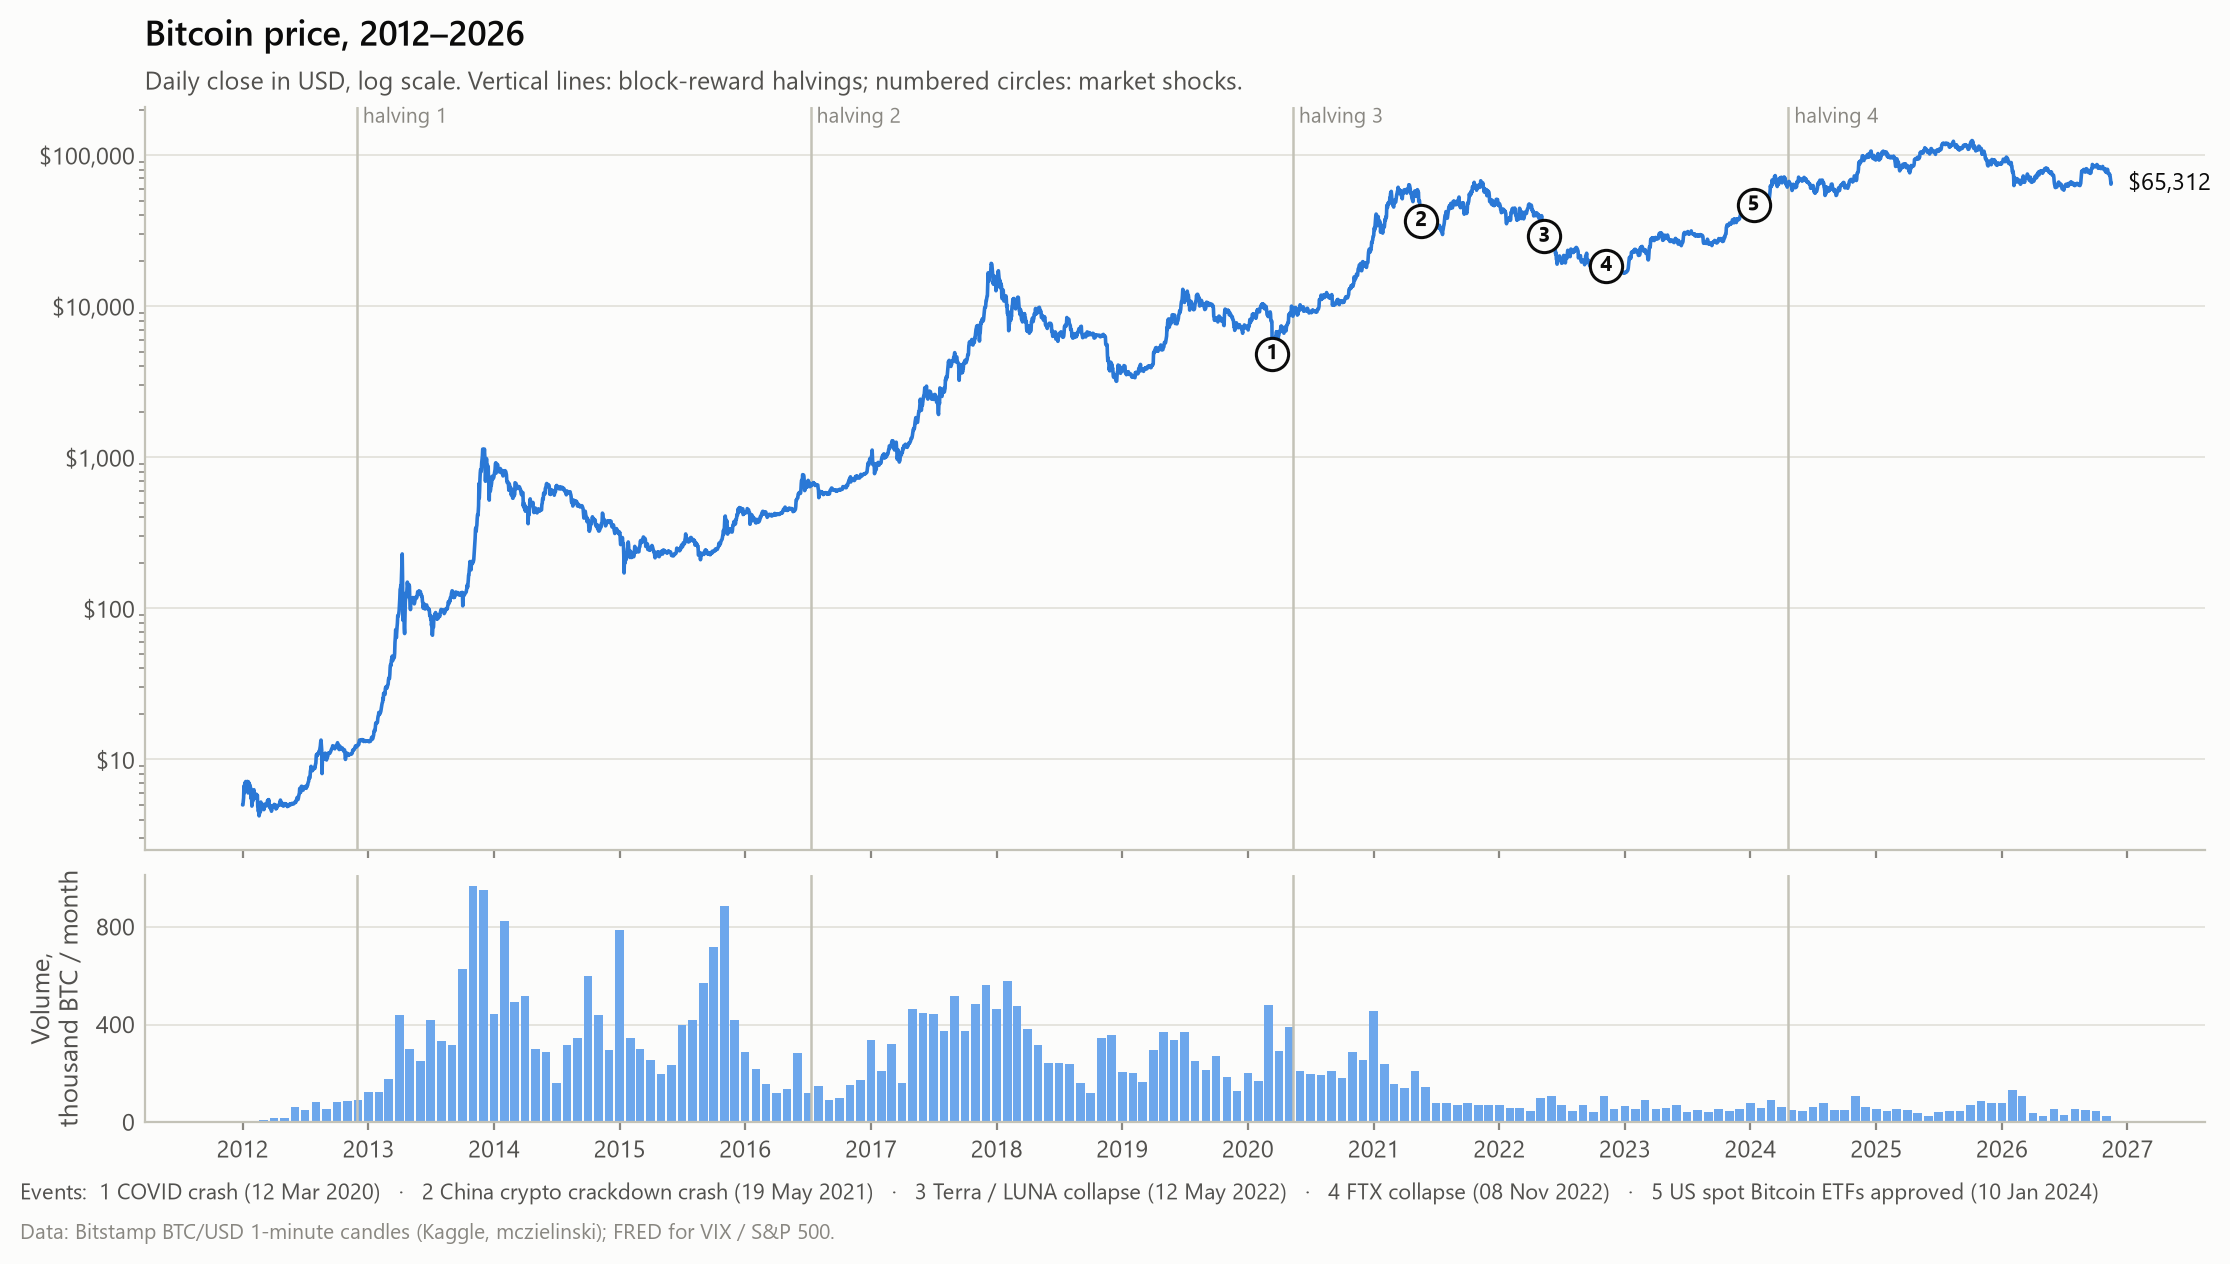 Bitcoin price, 2012–2026
Daily close in USD, log scale. Vertical lines: block-reward halvings; numbered circles: market shocks.
halving 1
halving 2
halving 3
halving 4
$100,000
$10,000
$1,000
$100
$10
1
2
3
4
5
$65,312
Volume,
thousand BTC / month
800
400
0
2012 2013 2014 2015 2016 2017 2018 2019 2020 2021 2022 2023 2024 2025 2026 2027
Events: 1 COVID crash (12 Mar 2020) · 2 China crypto crackdown crash (19 May 2021) · 3 Terra / LUNA collapse (12 May 2022) · 4 FTX collapse (08 Nov 2022) · 5 US spot Bitcoin ETFs approved (10 Jan 2024)
Data: Bitstamp BTC/USD 1-minute candles (Kaggle, mczielinski); FRED for VIX / S&P 500.